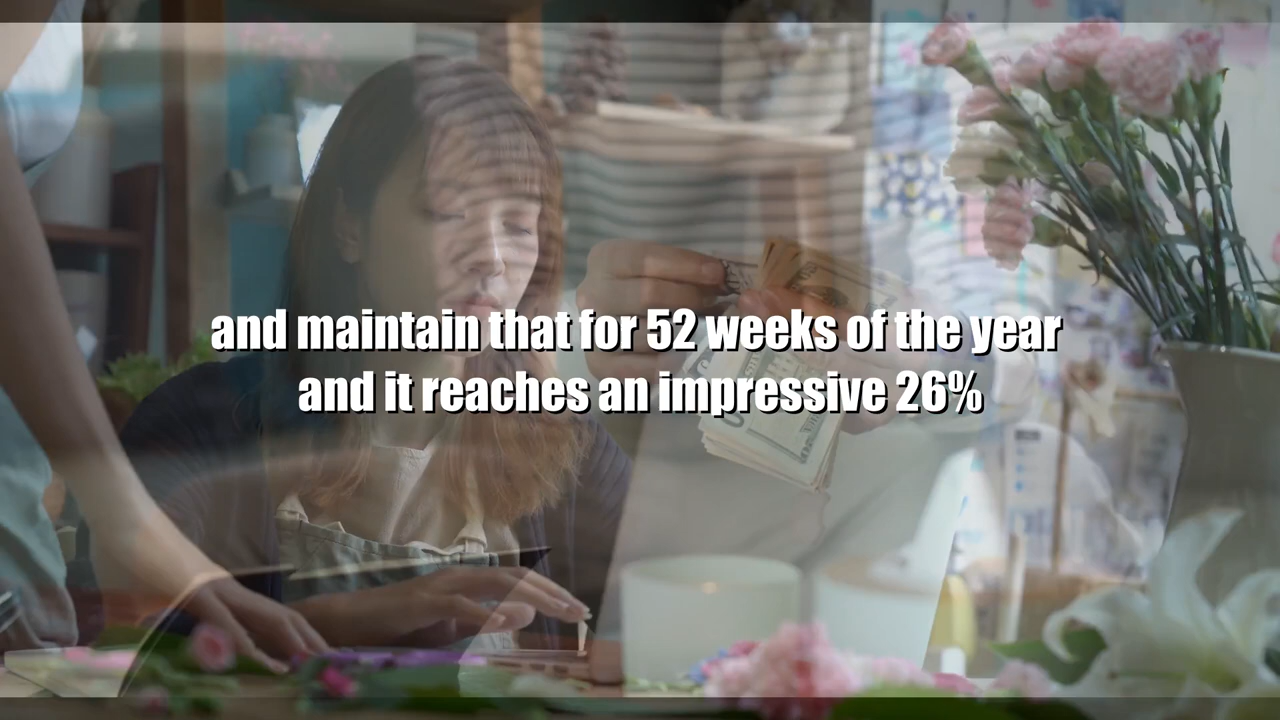 and maintain that for 52 weeks of the year
and it reaches an impressive 26%